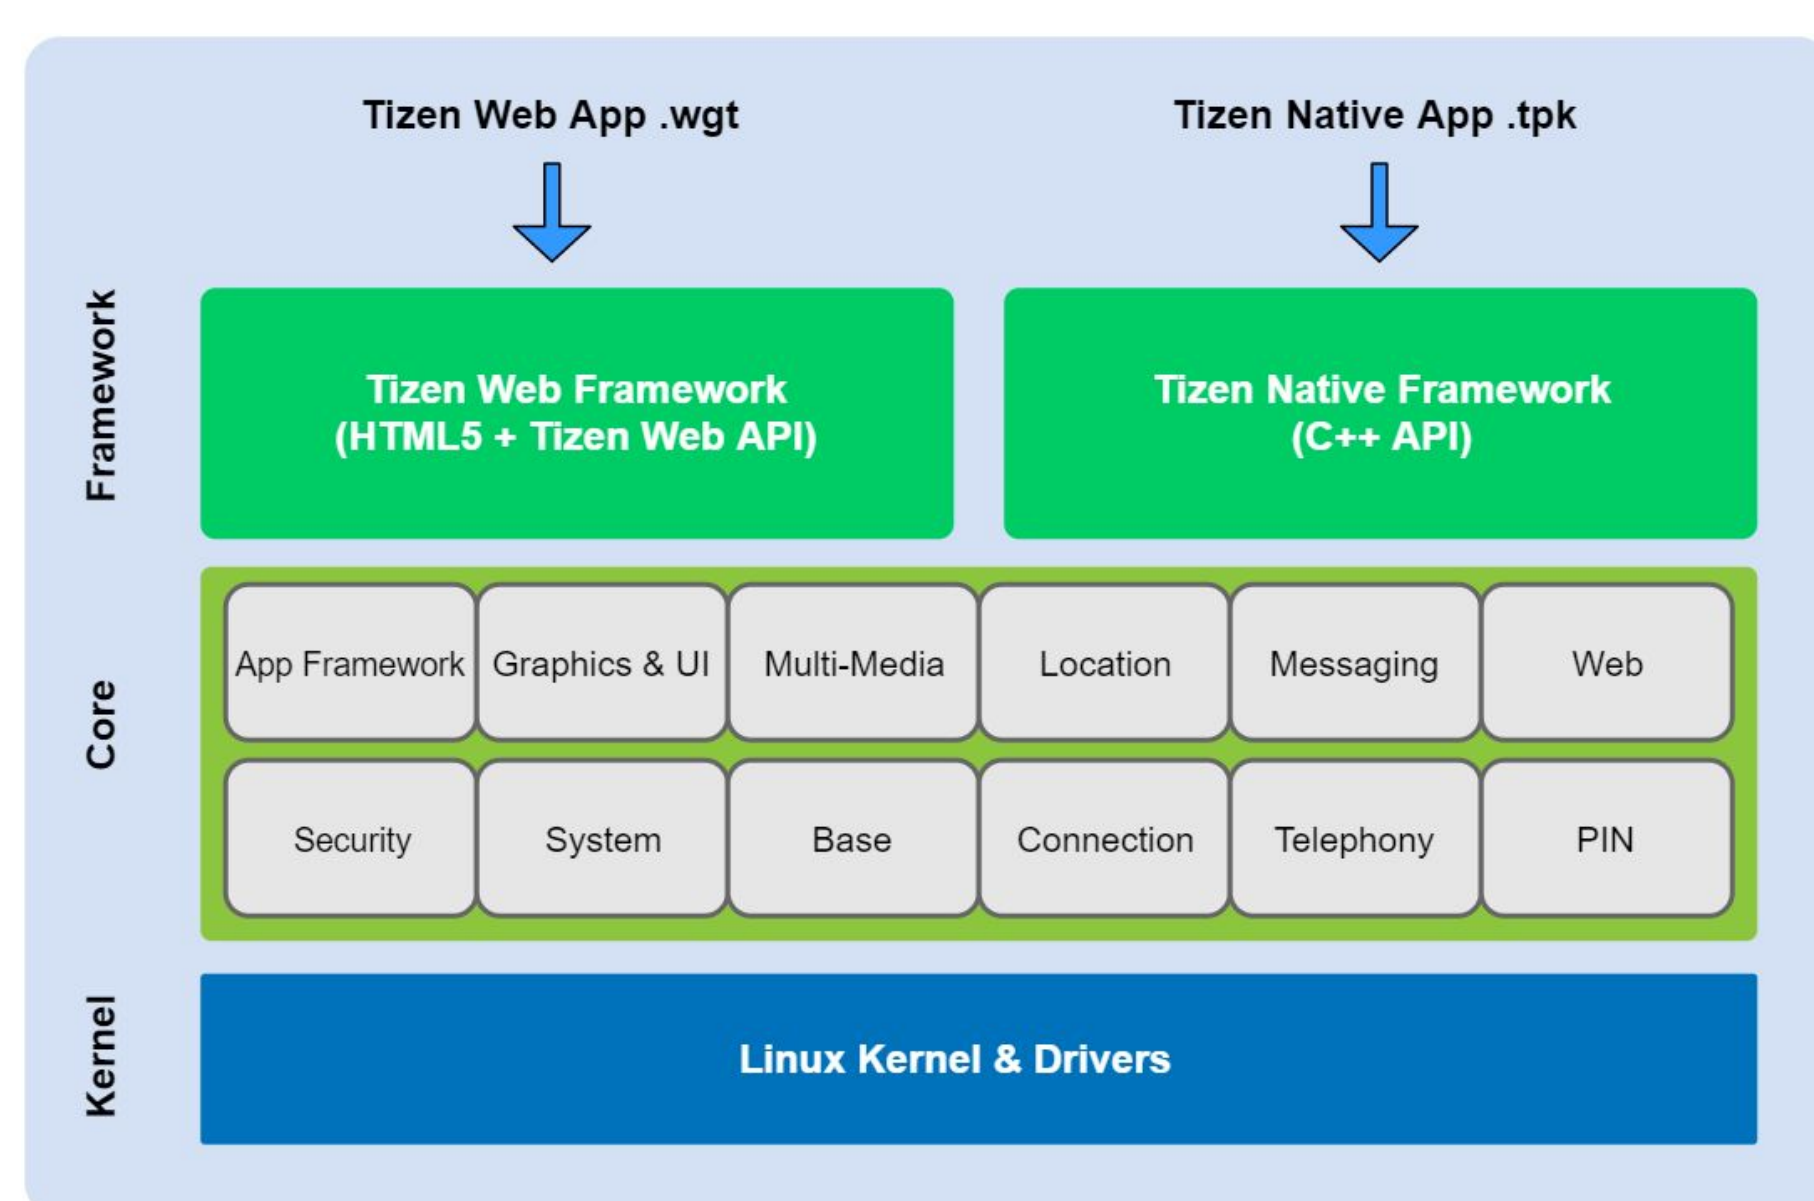 Tizen Web App .wgt
Tizen Native App .tpk
Framework
Tizen Web Framework
(HTML5 + Tizen Web API)
Tizen Native Framework
(C++ API)
Core
App Framework
Graphics & UI
Multi-Media
Location
Messaging
Web
Security
System
Base
Connection
Telephony
PIN
Kernel
Linux Kernel & Drivers